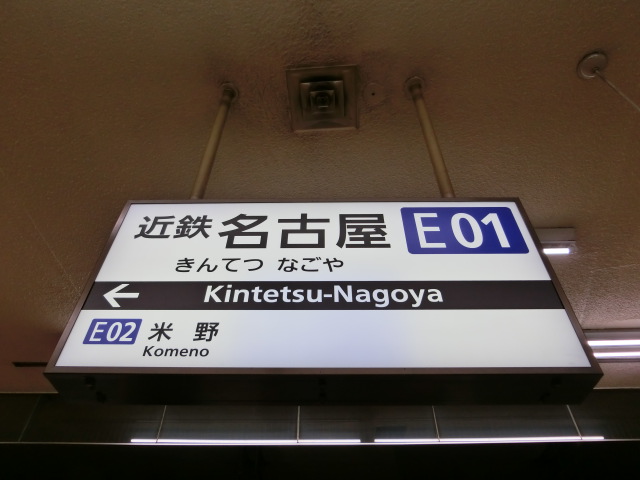 近鉄 名古屋 E01
きんてつ なごや
← Kintetsu-Nagoya
E02 米野
Komeno